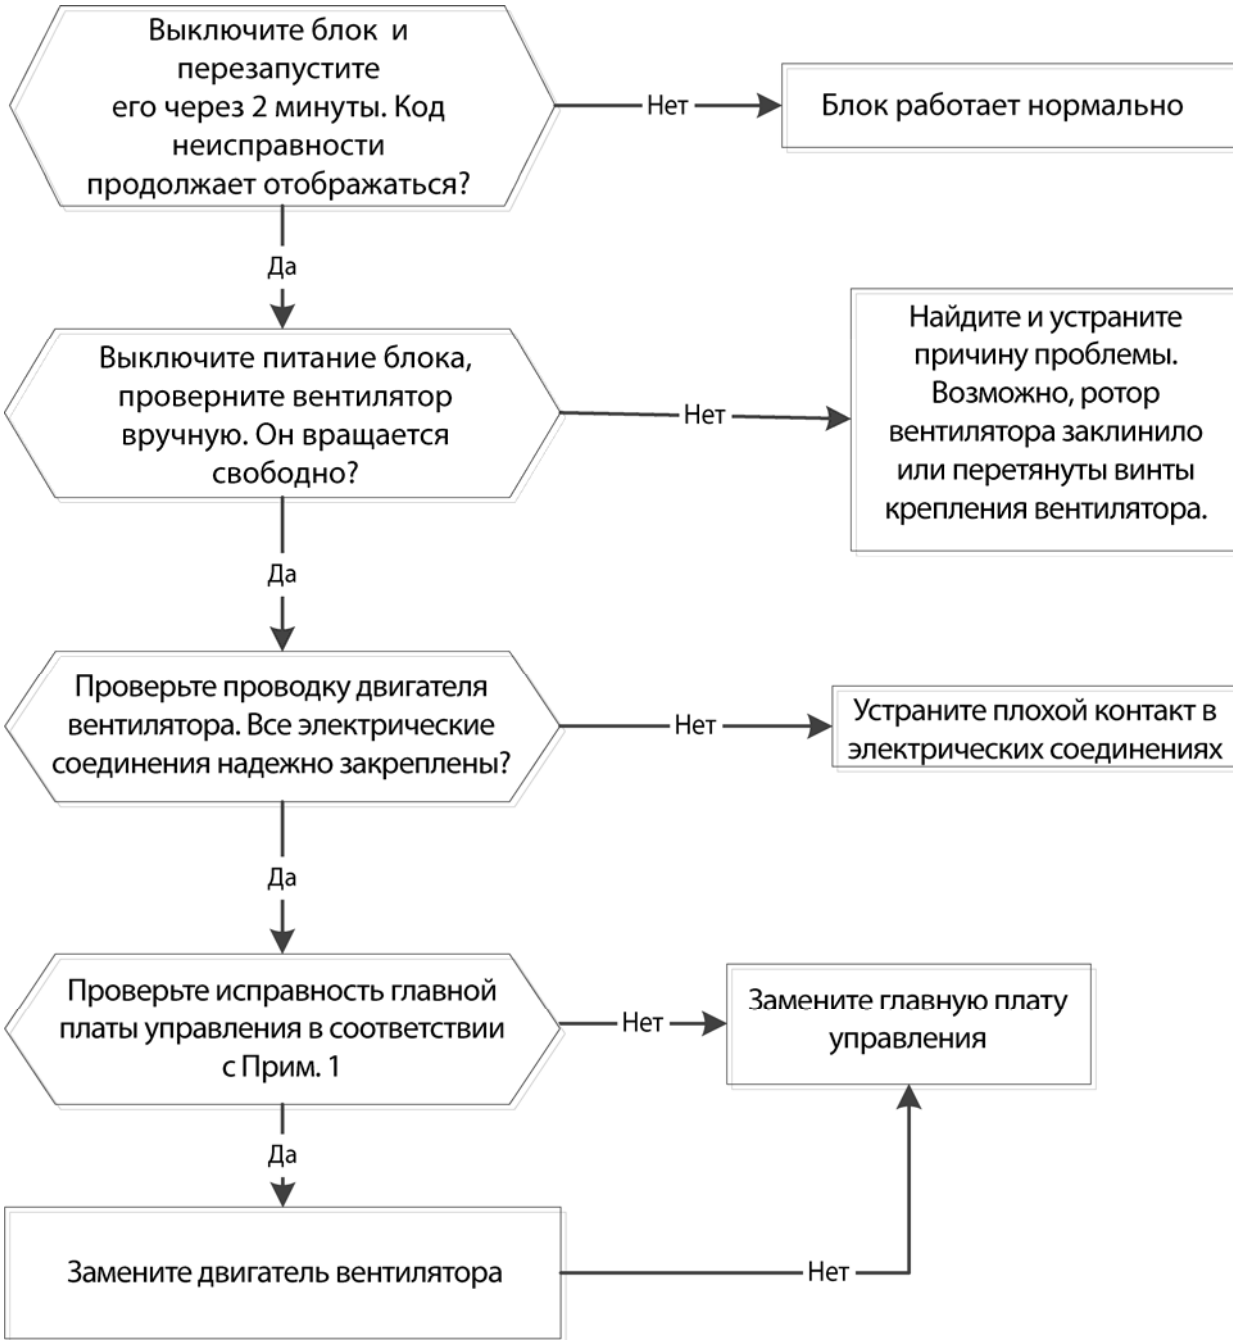 Выключите блок и
перезапустите
его через 2 минуты. Код
неисправности
продолжает отображаться?
Нет
Блок работает нормально
Да
Выключите питание блока,
проверните вентилятор
вручную. Он вращается
свободно?
Нет
Найдите и устраните
причину проблемы.
Возможно, ротор
вентилятора заклинило
или перетянуты винты
крепления вентилятора.
Да
Проверьте проводку двигателя
вентилятора. Все электрические
соединения надежно закреплены?
Нет
Устраните плохой контакт в
электрических соединениях
Да
Проверьте исправность главной
платы управления в соответствии
с Прим. 1
Нет
Замените главную плату
управления
Да
Замените двигатель вентилятора
Нет